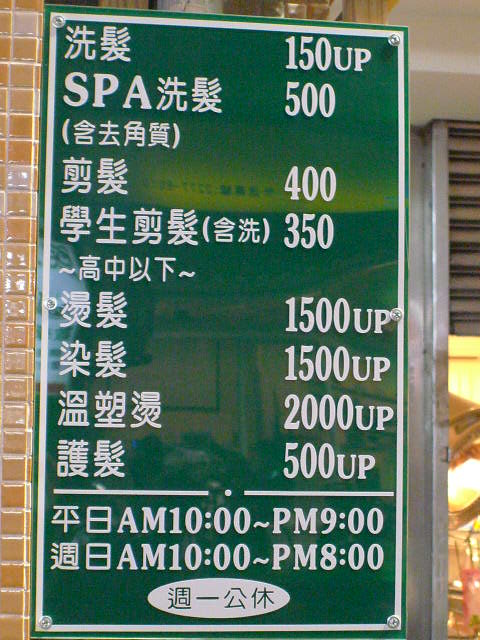 洗髮 150UP
SPA洗髮 500
(含去角質)
剪髮 400
學生剪髮(含洗) 350
~高中以下~
燙髮 1500UP
染髮 1500UP
溫塑燙 2000UP
護髮 500UP
平日AM10:00~PM9:00
週日AM10:00~PM8:00
週一公休